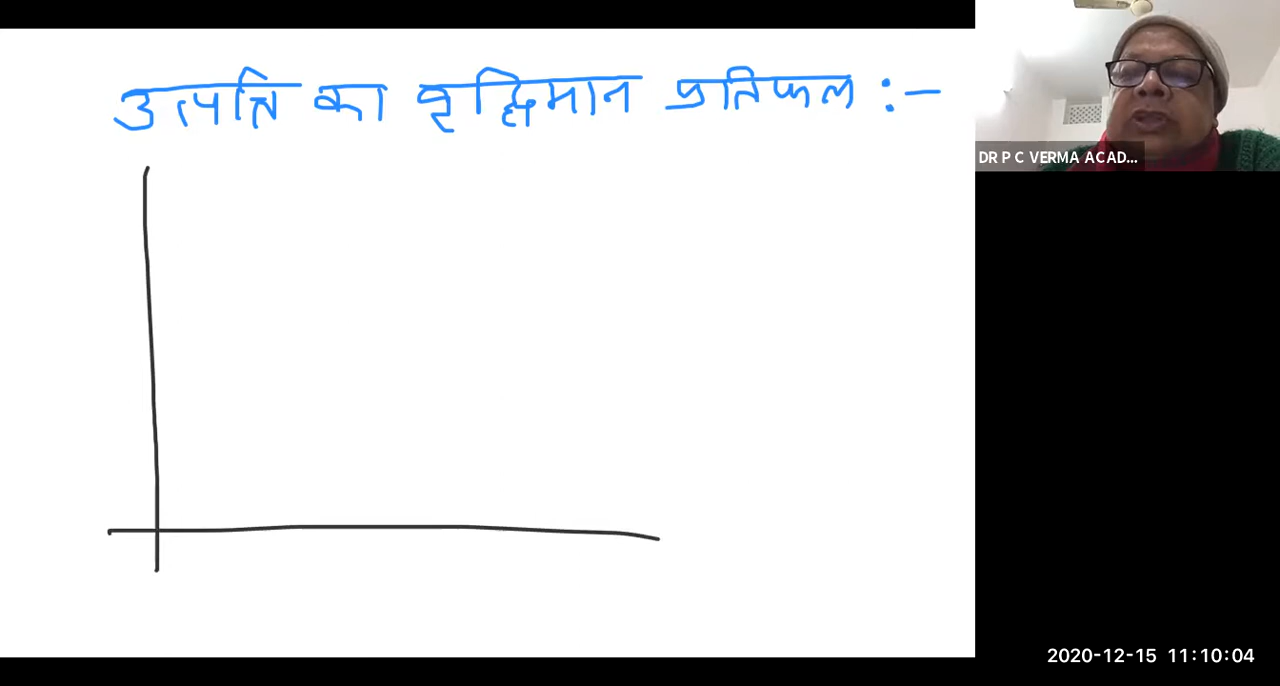 उत्पत्ति का वृद्धिमान प्रतिफल :-
DR P C VERMA ACAD...
2020-12-15 11:10:04